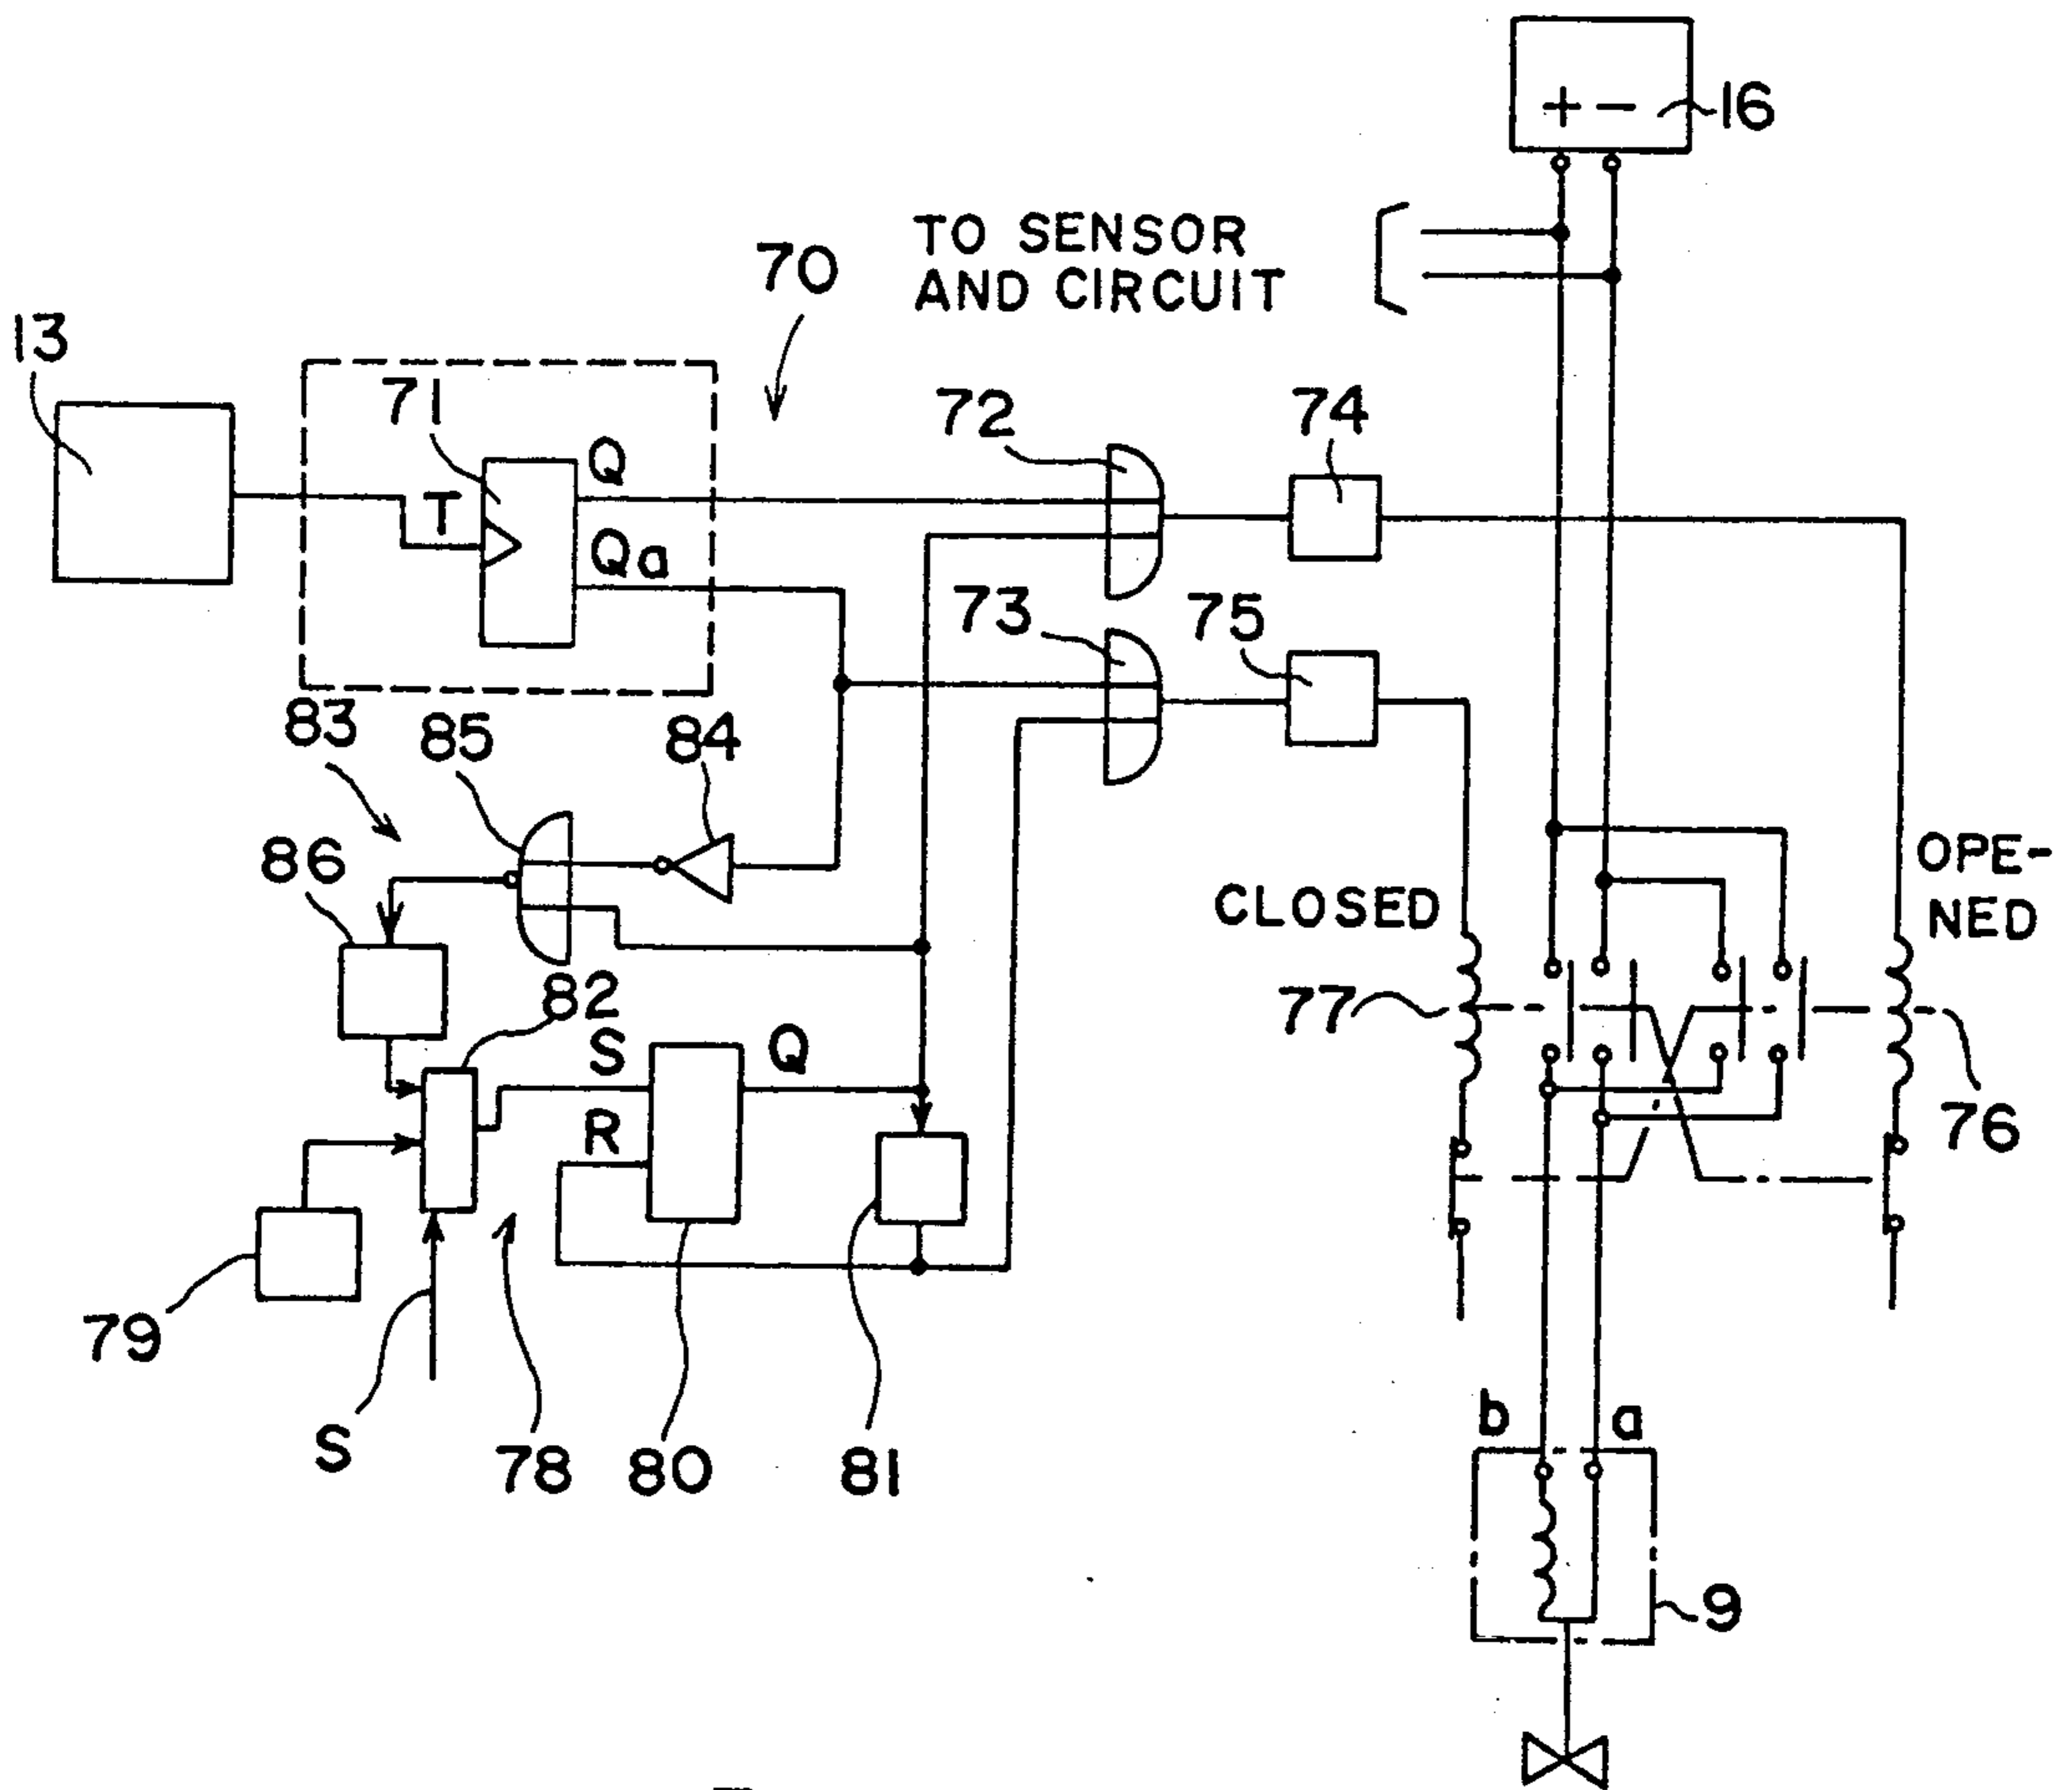 + −
16
TO SENSOR
AND CIRCUIT
70
13
71
Q
T
Qa
72
74
73
75
83
85
84
86
OPE-
NED
CLOSED
82
S
Q
77
R
76
79
S
78
80
81
b
a
9